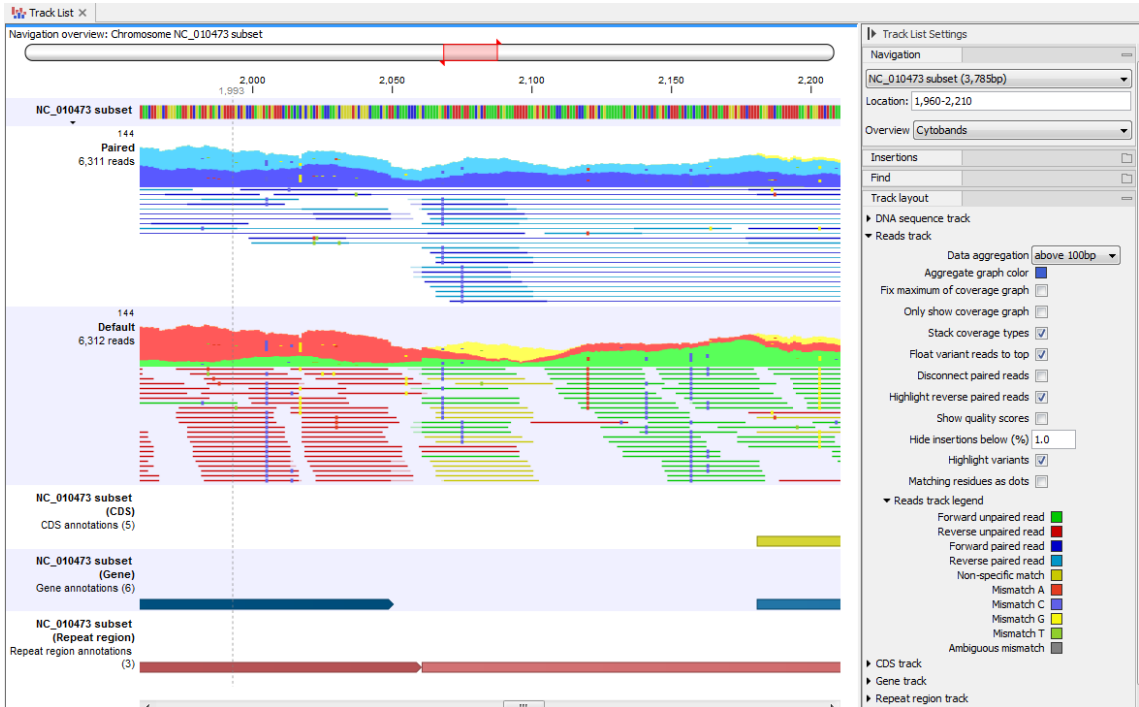 Track List
Navigation overview: Chromosome NC_010473 subset
2,000 2,050 2,100 2,150 2,200
1,993
NC_010473 subset
144
Paired
6,311 reads
144
Default
6,312 reads
NC_010473 subset
(CDS)
CDS annotations (5)
NC_010473 subset
(Gene)
Gene annotations (6)
NC_010473 subset
(Repeat region)
Repeat region annotations
(3)
Track List Settings
Navigation
NC_010473 subset (3,785bp)
Location: 1,960-2,210
Overview Cytobands
Insertions
Find
Track layout
DNA sequence track
Reads track
Data aggregation above 100bp
Aggregate graph color
Fix maximum of coverage graph
Only show coverage graph
Stack coverage types
Float variant reads to top
Disconnect paired reads
Highlight reverse paired reads
Show quality scores
Hide insertions below (%) 1.0
Highlight variants
Matching residues as dots
Reads track legend
Forward unpaired read
Reverse unpaired read
Forward paired read
Reverse paired read
Non-specific match
Mismatch A
Mismatch C
Mismatch G
Mismatch T
Ambiguous mismatch
CDS track
Gene track
Repeat region track